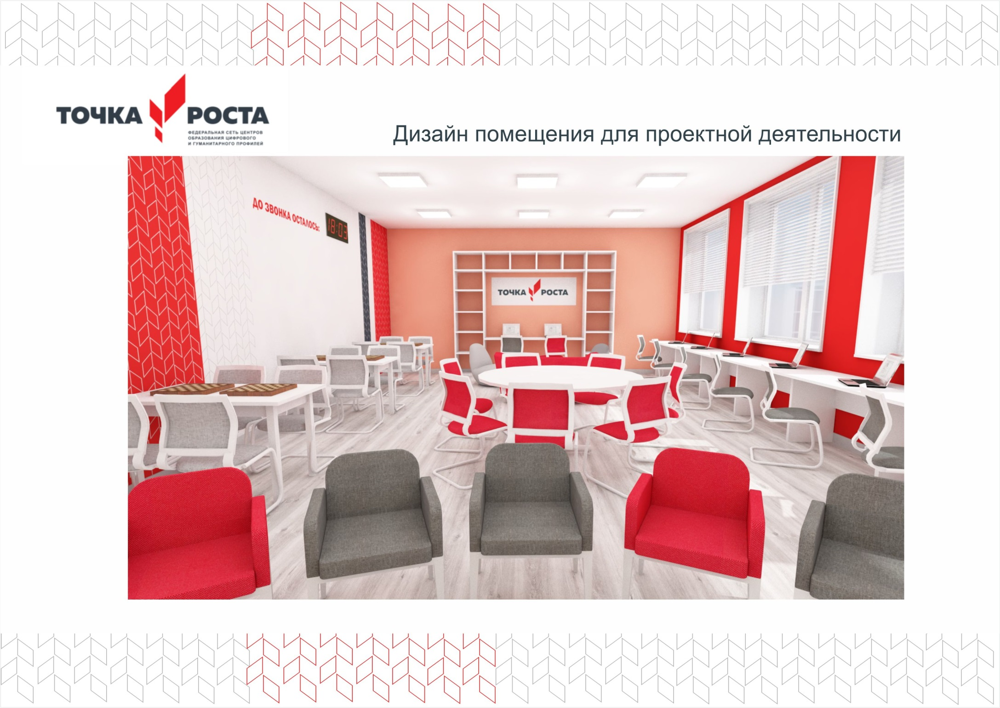 ТОЧКА РОСТА
ФЕДЕРАЛЬНАЯ СЕТЬ ЦЕНТРОВ
ОБРАЗОВАНИЯ ЦИФРОВОГО
И ГУМАНИТАРНОГО ПРОФИЛЕЙ
Дизайн помещения для проектной деятельности
ДО ЗВОНКА ОСТАЛОСЬ: 18:03
ТОЧКА РОСТА